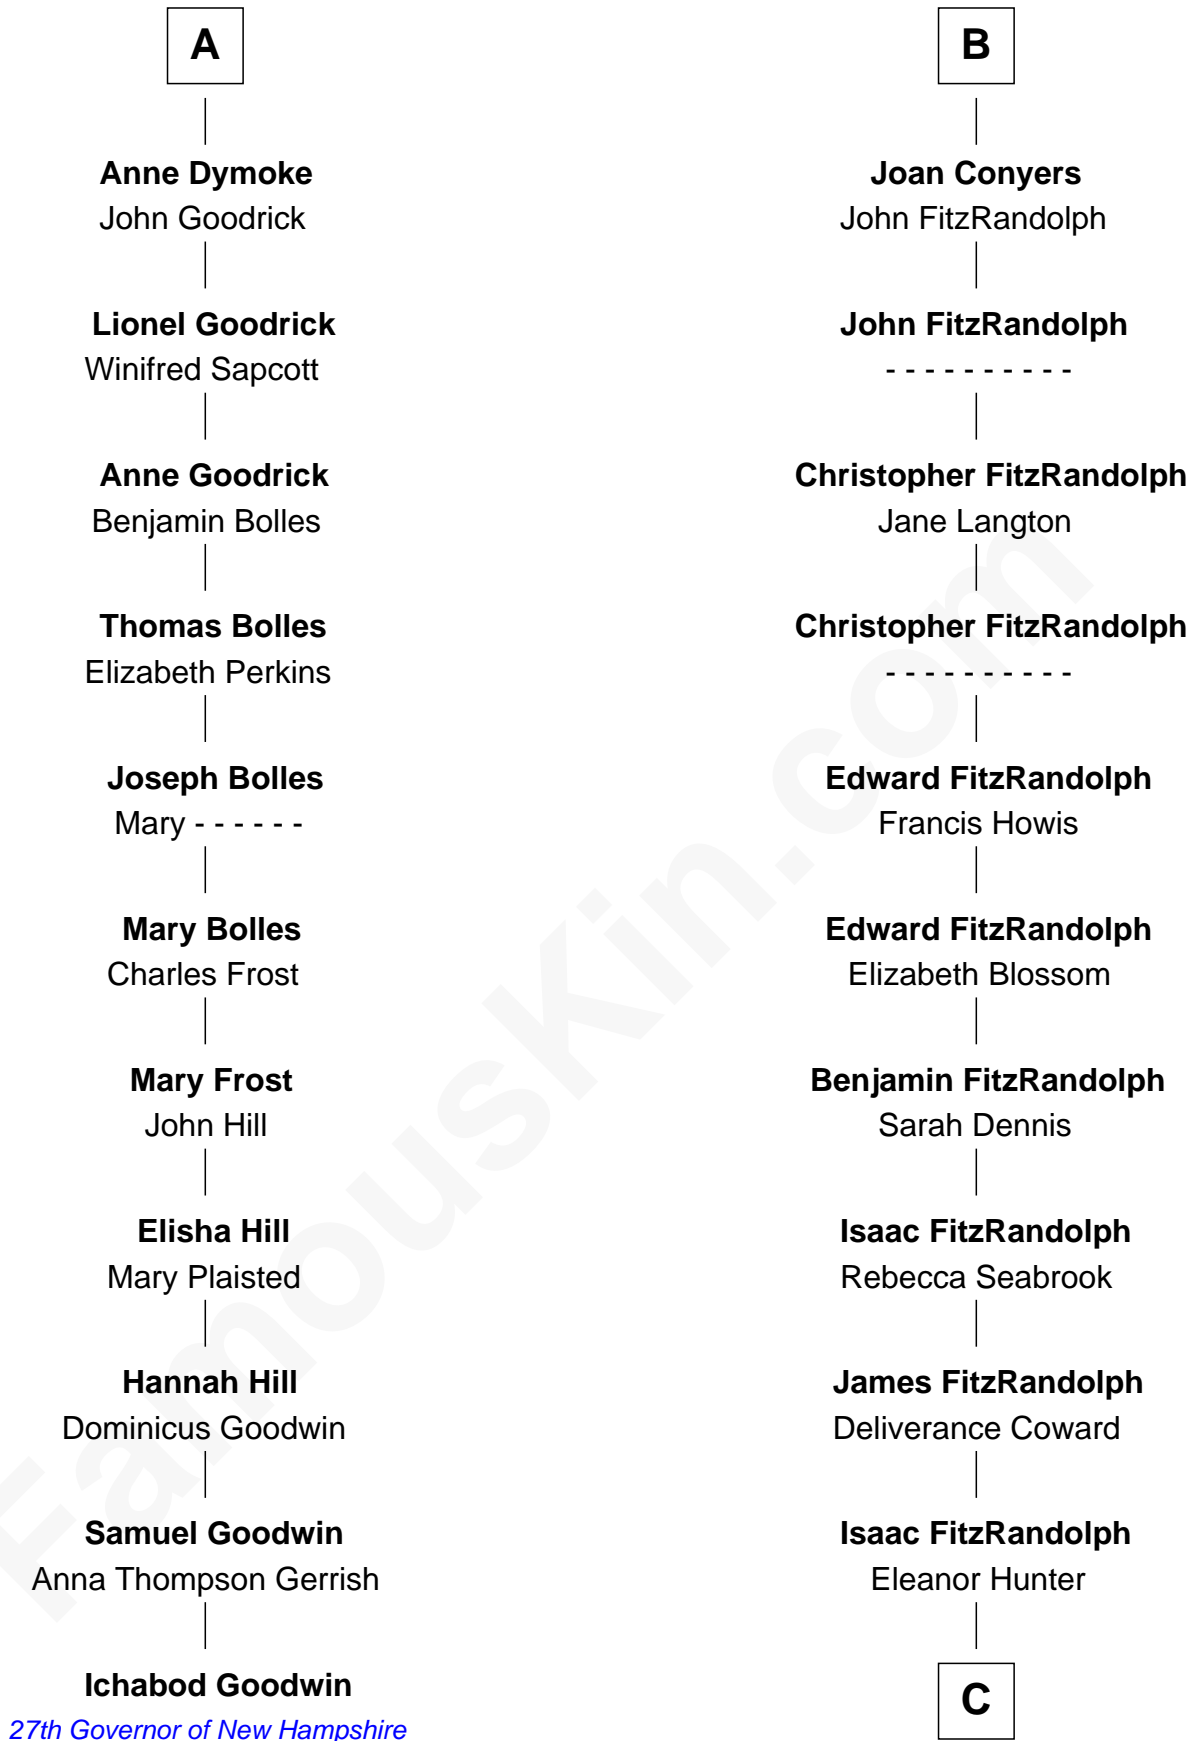 A
Anne Dymoke
John Goodrick
Lionel Goodrick
Winifred Sapcott
Anne Goodrick
Benjamin Bolles
Thomas Bolles
Elizabeth Perkins
Joseph Bolles
Mary - - - - - -
Mary Bolles
Charles Frost
Mary Frost
John Hill
Elisha Hill
Mary Plaisted
Hannah Hill
Dominicus Goodwin
Samuel Goodwin
Anna Thompson Gerrish
Ichabod Goodwin
27th Governor of New Hampshire
B
Joan Conyers
John FitzRandolph
John FitzRandolph
- - - - - - - - - -
Christopher FitzRandolph
Jane Langton
Christopher FitzRandolph
- - - - - - - - - -
Edward FitzRandolph
Francis Howis
Edward FitzRandolph
Elizabeth Blossom
Benjamin FitzRandolph
Sarah Dennis
Isaac FitzRandolph
Rebecca Seabrook
James FitzRandolph
Deliverance Coward
Isaac FitzRandolph
Eleanor Hunter
C
FamousKin.com